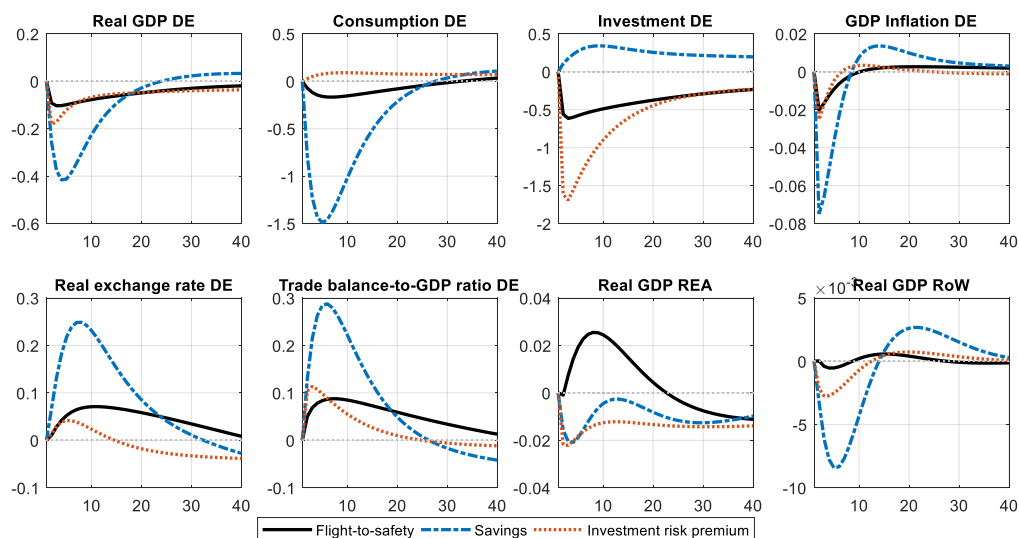 Real GDP DE
Consumption DE
Investment DE
GDP Inflation DE
0.2
0
-0.2
-0.4
-0.6
10 20 30 40
0.5
0
-0.5
-1
-1.5
10 20 30 40
0.5
0
-0.5
-1
-1.5
-2
10 20 30 40
0.02
0
-0.02
-0.04
-0.06
-0.08
10 20 30 40
Real exchange rate DE
Trade balance-to-GDP ratio DE
Real GDP REA
Real GDP RoW
0.3
0.2
0.1
0
-0.1
10 20 30 40
0.3
0.2
0.1
0
-0.1
10 20 30 40
0.04
0.02
0
-0.02
-0.04
10 20 30 40
×10
5
0
-5
-10
10 20 30 40
Flight-to-safety Savings Investment risk premium